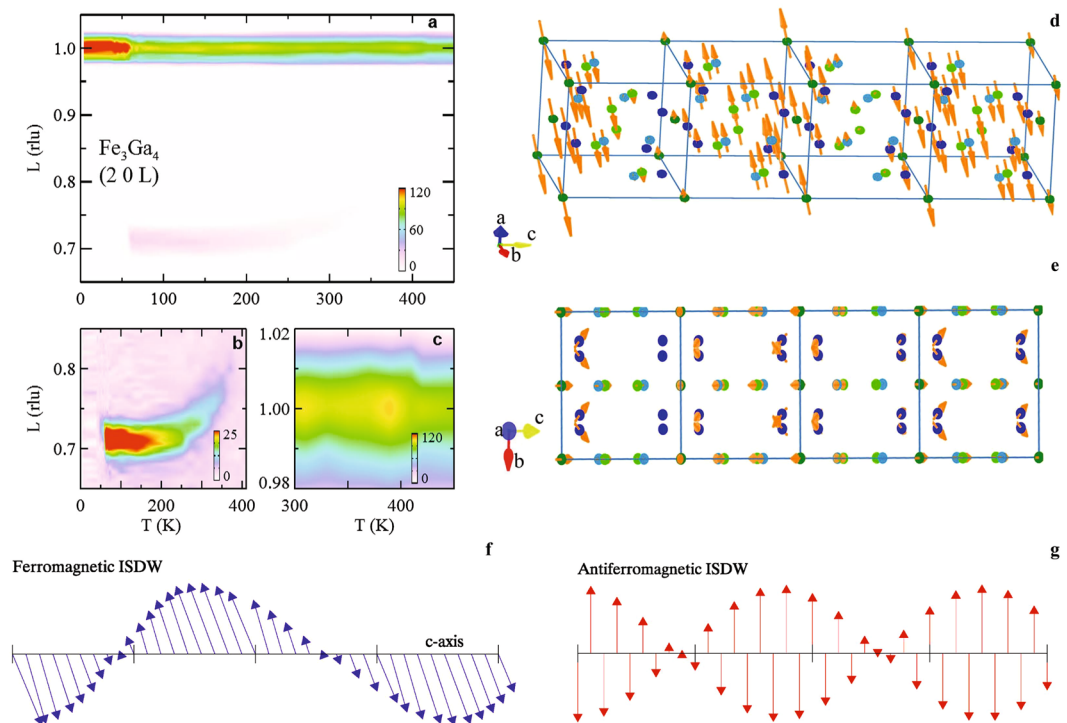 a
1.0
0.9
0.8
0.7
L (rlu)
Fe3Ga4
(2 0 L)
120
60
0
0
100
200
300
400
b
0.8
0.7
L (rlu)
25
0
0
200
400
T (K)
c
1.02
1.00
0.98
120
0
300
400
T (K)
d
a
c
b
e
a
c
b
f
Ferromagnetic ISDW
c-axis
g
Antiferromagnetic ISDW